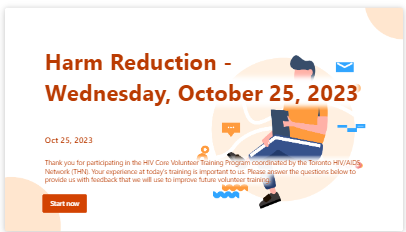 Harm Reduction -
Wednesday, October 25, 2023
Oct 25, 2023
Thank you for participating in the HIV Core Volunteer Training Program coordinated by the Toronto HIV/AIDS
Network (THN). Your experience at today's training is important to us. Please answer the questions below to
provide us with feedback that we will use to improve future volunteer training.
Start now